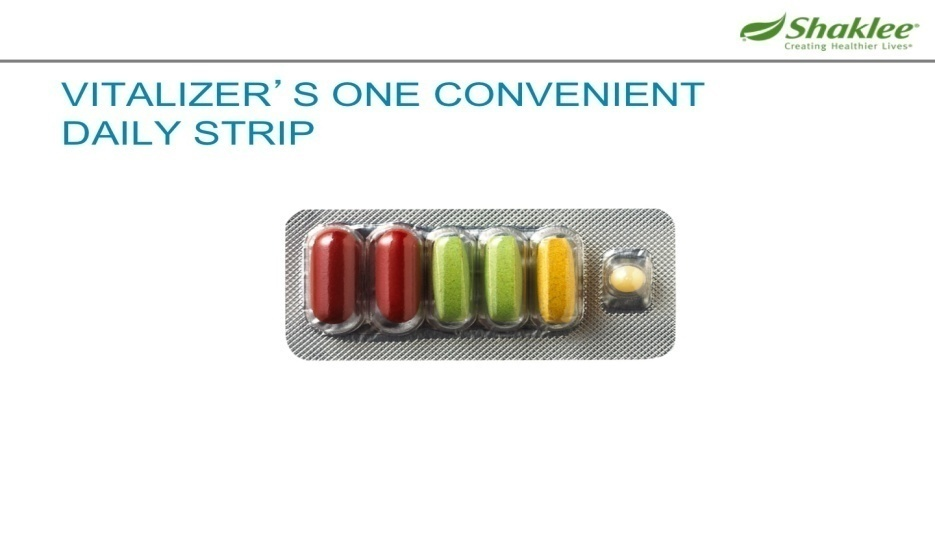 Shaklee®
Creating Healthier Lives®
VITALIZER’S ONE CONVENIENT
DAILY STRIP